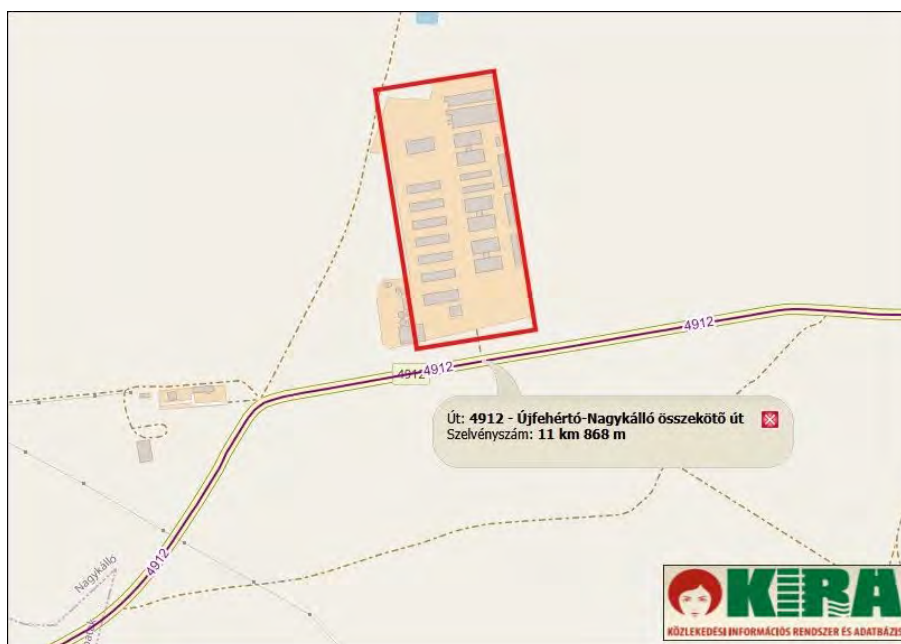 4912
4912
4912
Út: 4912 - Újfehértó-Nagykálló összekötő út
Szelvényszám: 11 km 868 m
4912
Nagykálló
KIRA
KÖZLEKEDÉSI INFORMÁCIÓS RENDSZER ÉS ADATBÁZIS